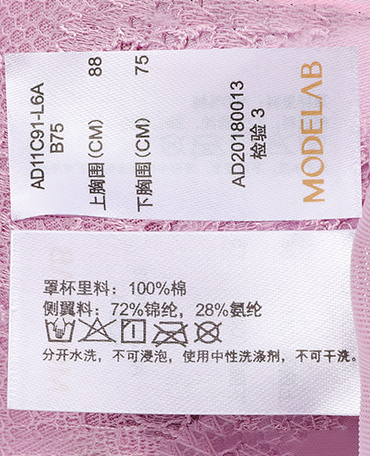 AD11C91-L6A
B75
上胸围(CM) 88
下胸围(CM) 75
AD20180013
检验 3
MODELAB
罩杯里料：100%棉
侧翼料：72%锦纶，28%氨纶
分开水洗，不可浸泡，使用中性洗涤剂，不可干洗。